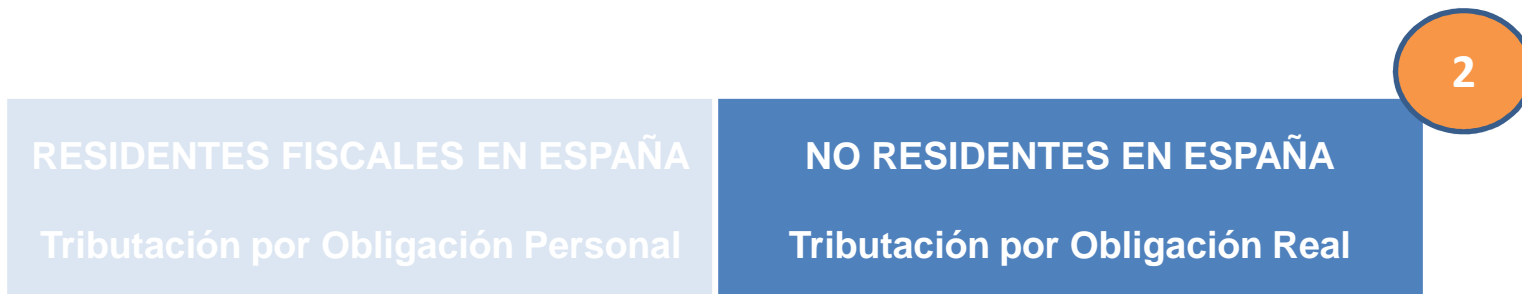 2
RESIDENTES FISCALES EN ESPAÑA
Tributación por Obligación Personal
NO RESIDENTES EN ESPAÑA
Tributación por Obligación Real